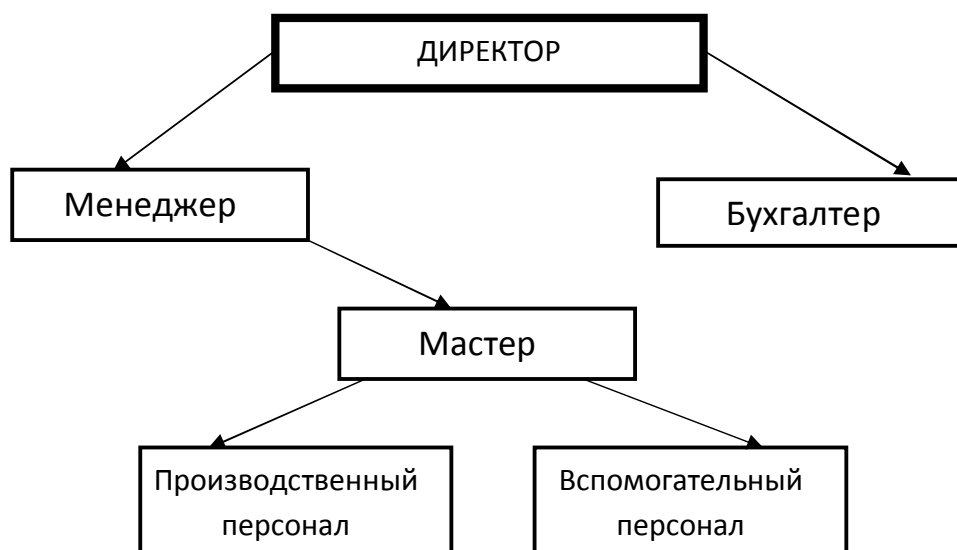 ДИРЕКТОР
Менеджер
Бухгалтер
Мастер
Производственный
персонал
Вспомогательный
персонал